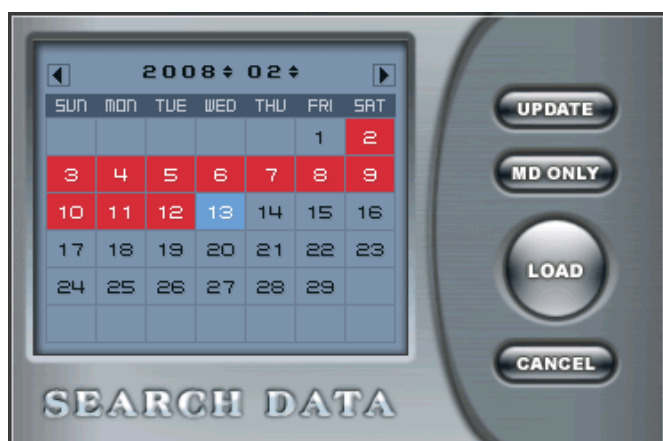 2008 02
SUN MON TUE WED THU FRI SAT
1 2
3 4 5 6 7 8 9
10 11 12 13 14 15 16
17 18 19 20 21 22 23
24 25 26 27 28 29
SEARCH DATA
UPDATE
MD ONLY
LOAD
CANCEL